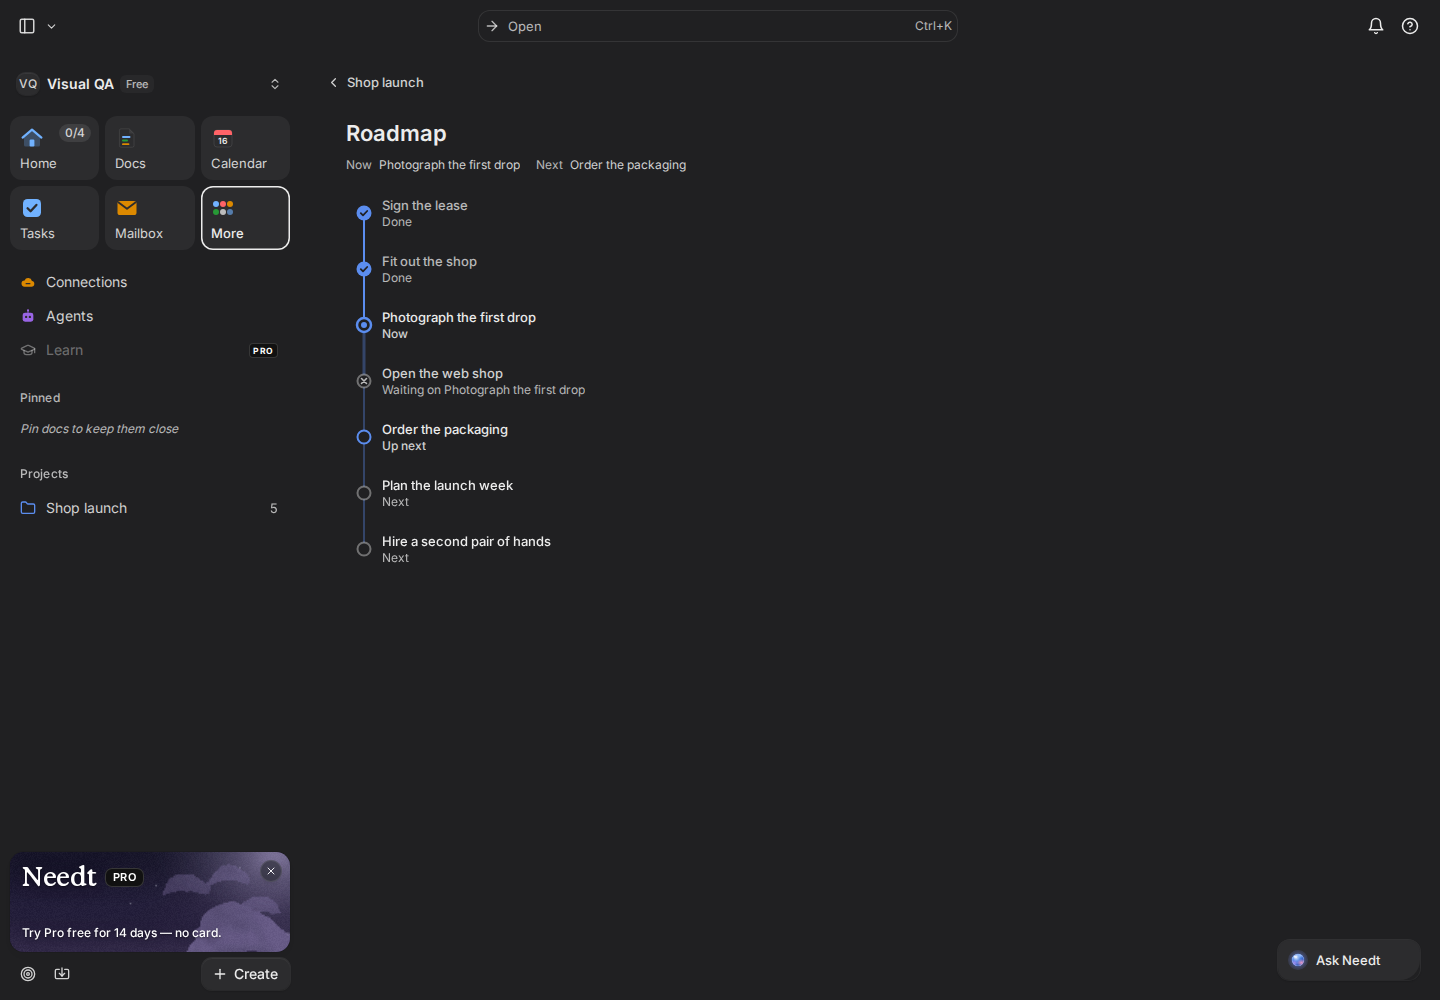 Open
Ctrl+K
VQ
Visual QA
Free
Shop launch
0/4
Home
Docs
16
Calendar
Tasks
Mailbox
More
Connections
Agents
Learn
PRO
Pinned
Pin docs to keep them close
Projects
Shop launch
5
Roadmap
Now Photograph the first drop Next Order the packaging
Sign the lease
Done
Fit out the shop
Done
Photograph the first drop
Now
Open the web shop
Waiting on Photograph the first drop
Order the packaging
Up next
Plan the launch week
Next
Hire a second pair of hands
Next
Needt PRO
Try Pro free for 14 days — no card.
Create
Ask Needt